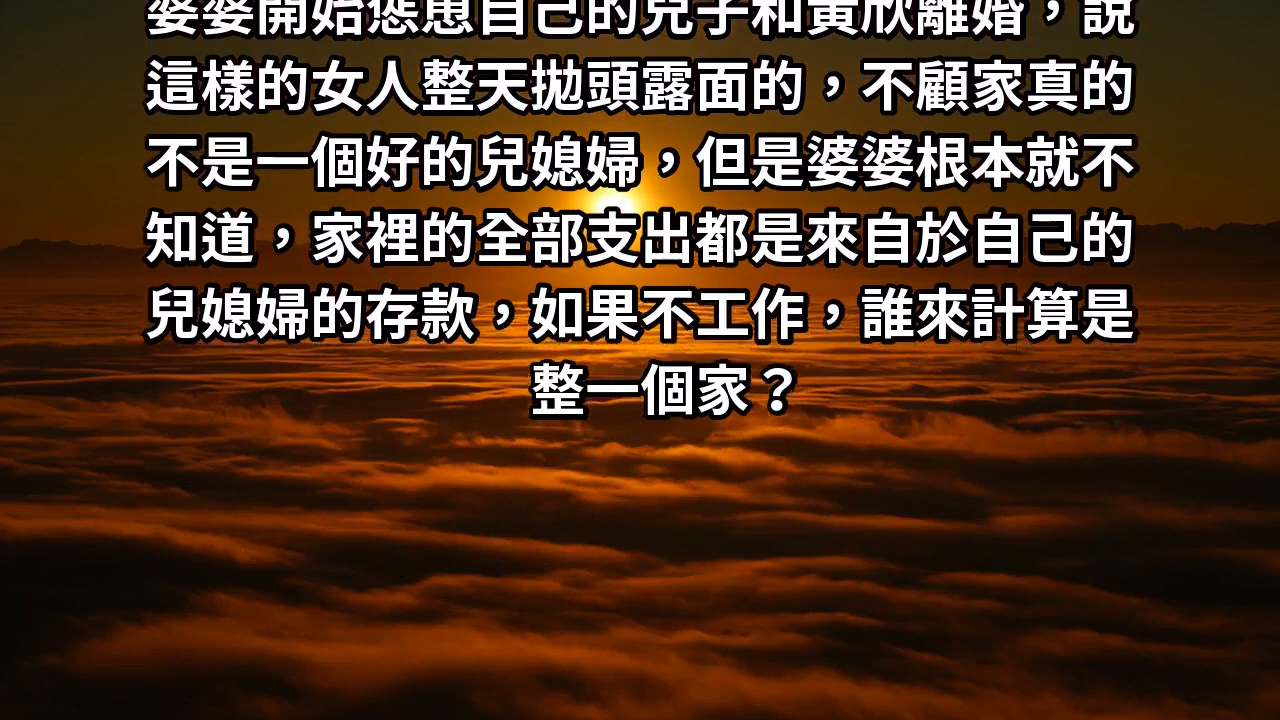 婆婆開始慫恿自己的兒子和黃欣離婚，說
這樣的女人整天拋頭露面的，不顧家真的
不是一個好的兒媳婦，但是婆婆根本就不
知道，家裡的全部支出都是來自於自己的
兒媳婦的存款，如果不工作，誰來計算是
整一個家？